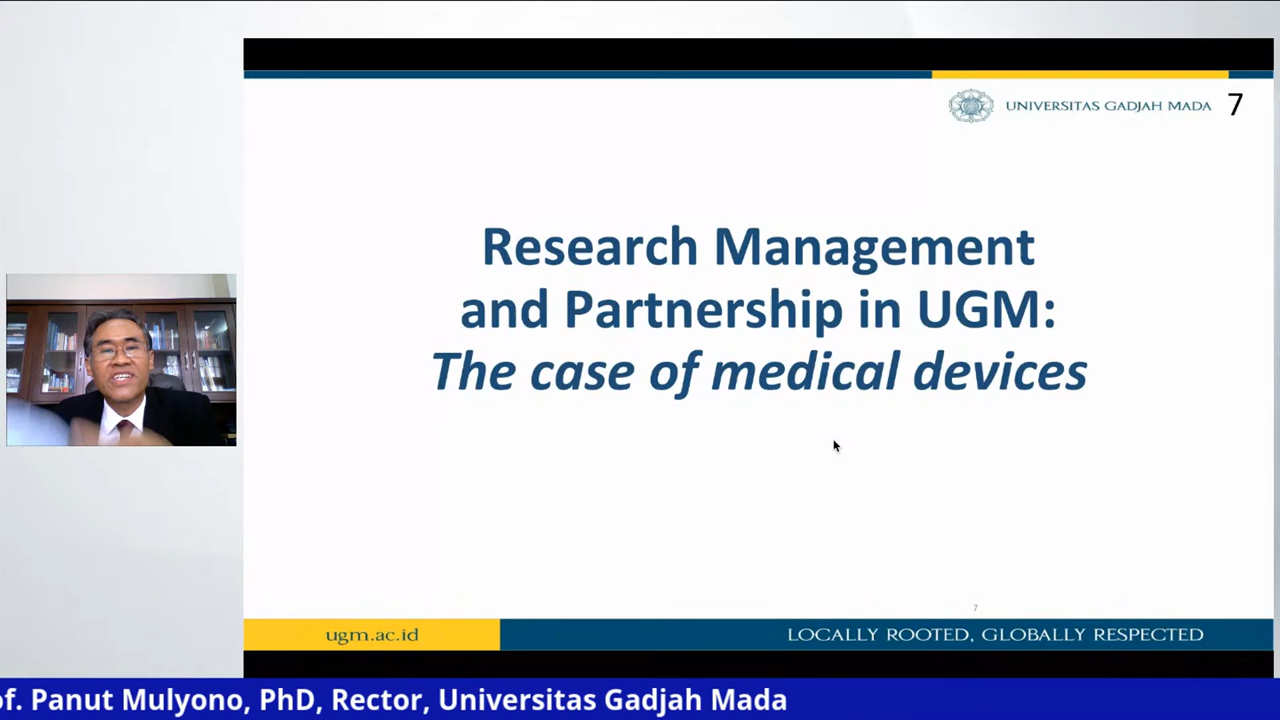 UNIVERSITAS GADJAH MADA 7
Research Management
and Partnership in UGM:
The case of medical devices
7
ugm.ac.id
LOCALLY ROOTED, GLOBALLY RESPECTED
of. Panut Mulyono, PhD, Rector, Universitas Gadjah Mada